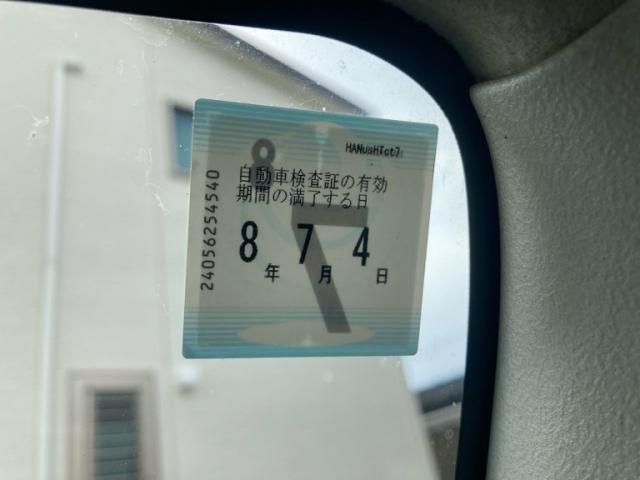 自動車検査証の有効
期間の満了する日
8年 7月 4日
24056254540